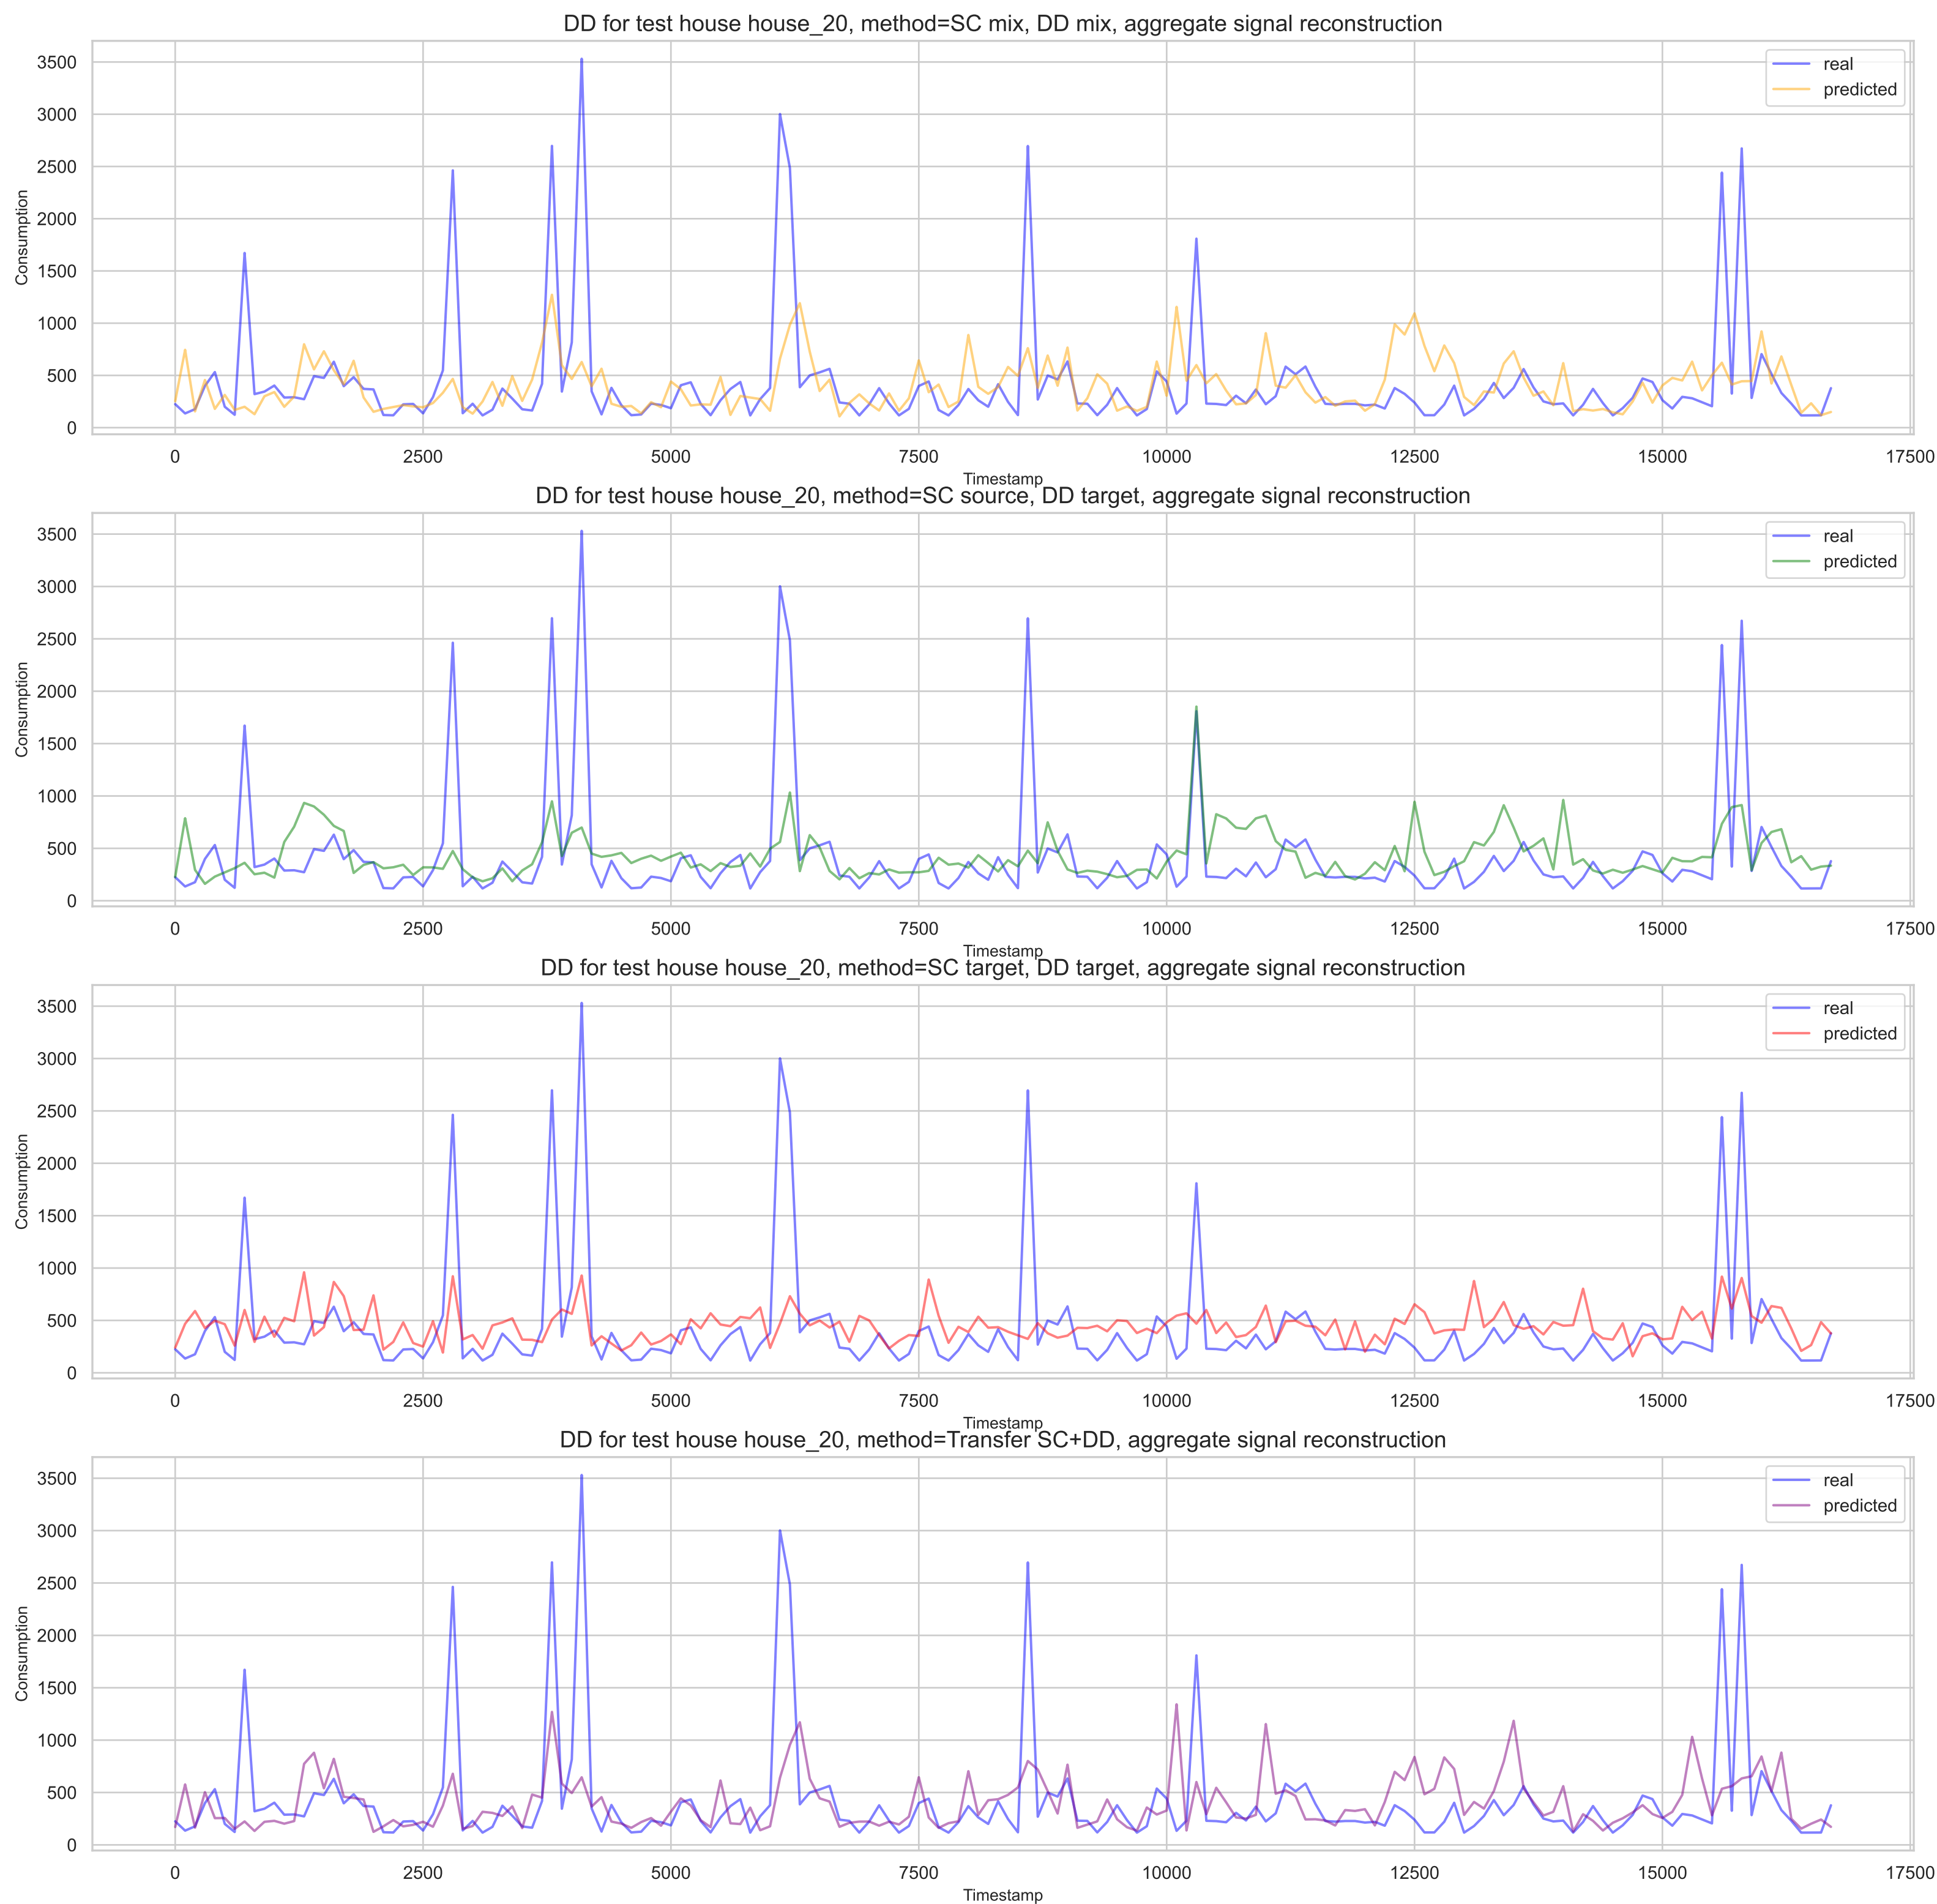 DD for test house house_20, method=SC mix, DD mix, aggregate signal reconstruction
3500
3000
2500
2000
1500
1000
500
0
Consumption
real
predicted
0 2500 5000 7500 10000 12500 15000 17500
Timestamp
DD for test house house_20, method=SC source, DD target, aggregate signal reconstruction
3500
3000
2500
2000
1500
1000
500
0
Consumption
real
predicted
0 2500 5000 7500 10000 12500 15000 17500
Timestamp
DD for test house house_20, method=SC target, DD target, aggregate signal reconstruction
3500
3000
2500
2000
1500
1000
500
0
Consumption
real
predicted
0 2500 5000 7500 10000 12500 15000 17500
Timestamp
DD for test house house_20, method=Transfer SC+DD, aggregate signal reconstruction
3500
3000
2500
2000
1500
1000
500
0
Consumption
real
predicted
0 2500 5000 7500 10000 12500 15000 17500
Timestamp